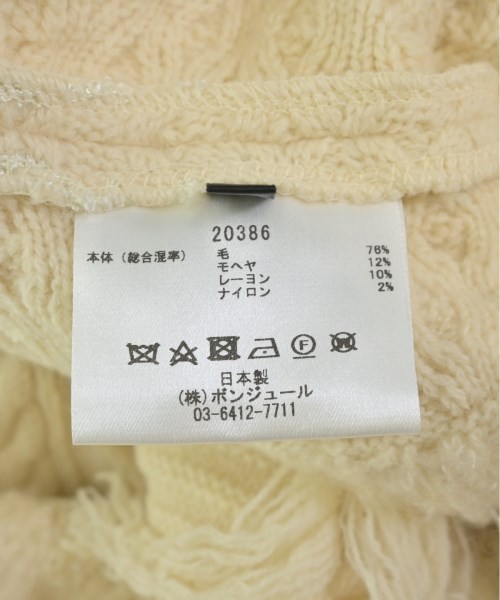 20386
本体（総合混率） 毛 76%
モヘヤ 12%
レーヨン 10%
ナイロン 2%
F W
日本製
(株)ボンジュール
03-6412-7711